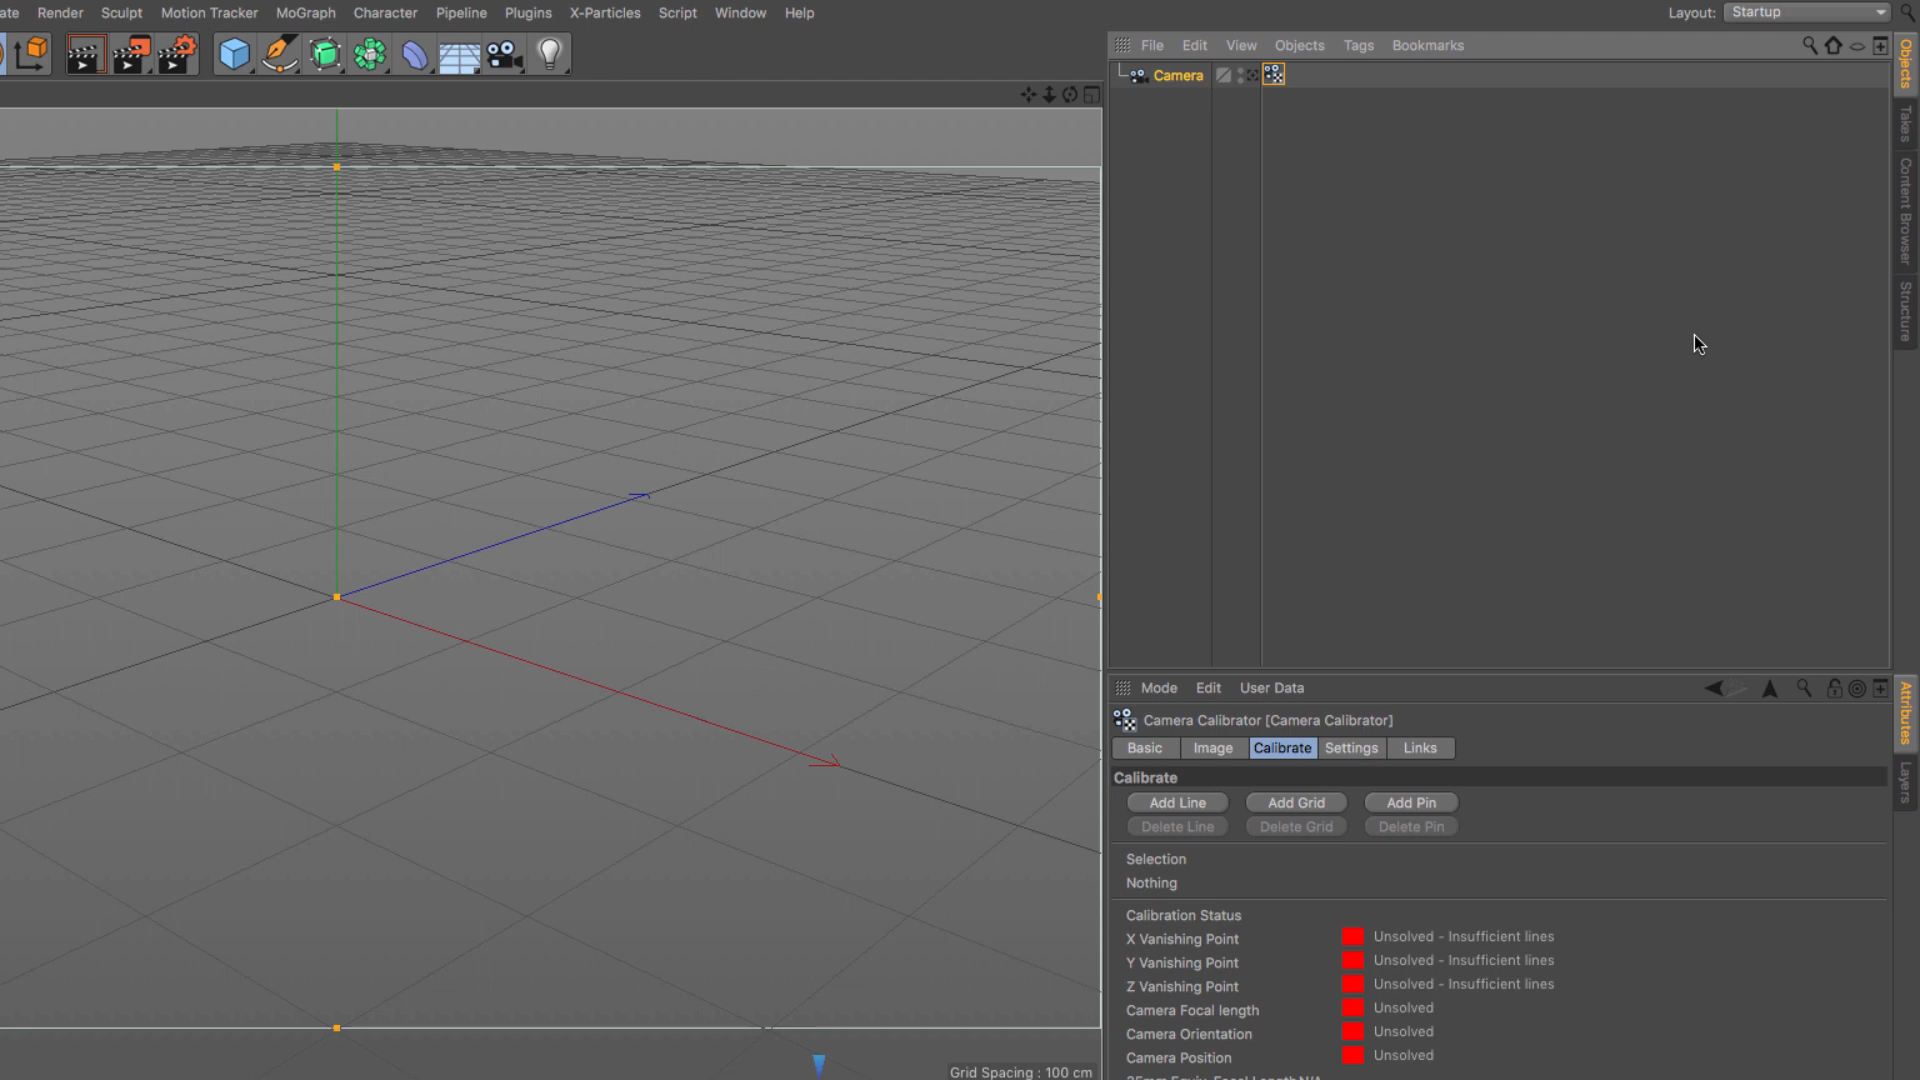 ate Render Sculpt Motion Tracker MoGraph Character Pipeline Plugins X-Particles Script Window Help Layout: Startup
File Edit View Objects Tags Bookmarks
Camera
Objects
Takes
Content Browser
Structure
Mode Edit User Data
Camera Calibrator [Camera Calibrator]
Basic Image Calibrate Settings Links
Calibrate
Add Line Add Grid Add Pin
Delete Line Delete Grid Delete Pin
Selection
Nothing
Calibration Status
X Vanishing Point Unsolved - Insufficient lines
Y Vanishing Point Unsolved - Insufficient lines
Z Vanishing Point Unsolved - Insufficient lines
Camera Focal length Unsolved
Camera Orientation Unsolved
Camera Position Unsolved
Attributes
Layers
Grid Spacing : 100 cm